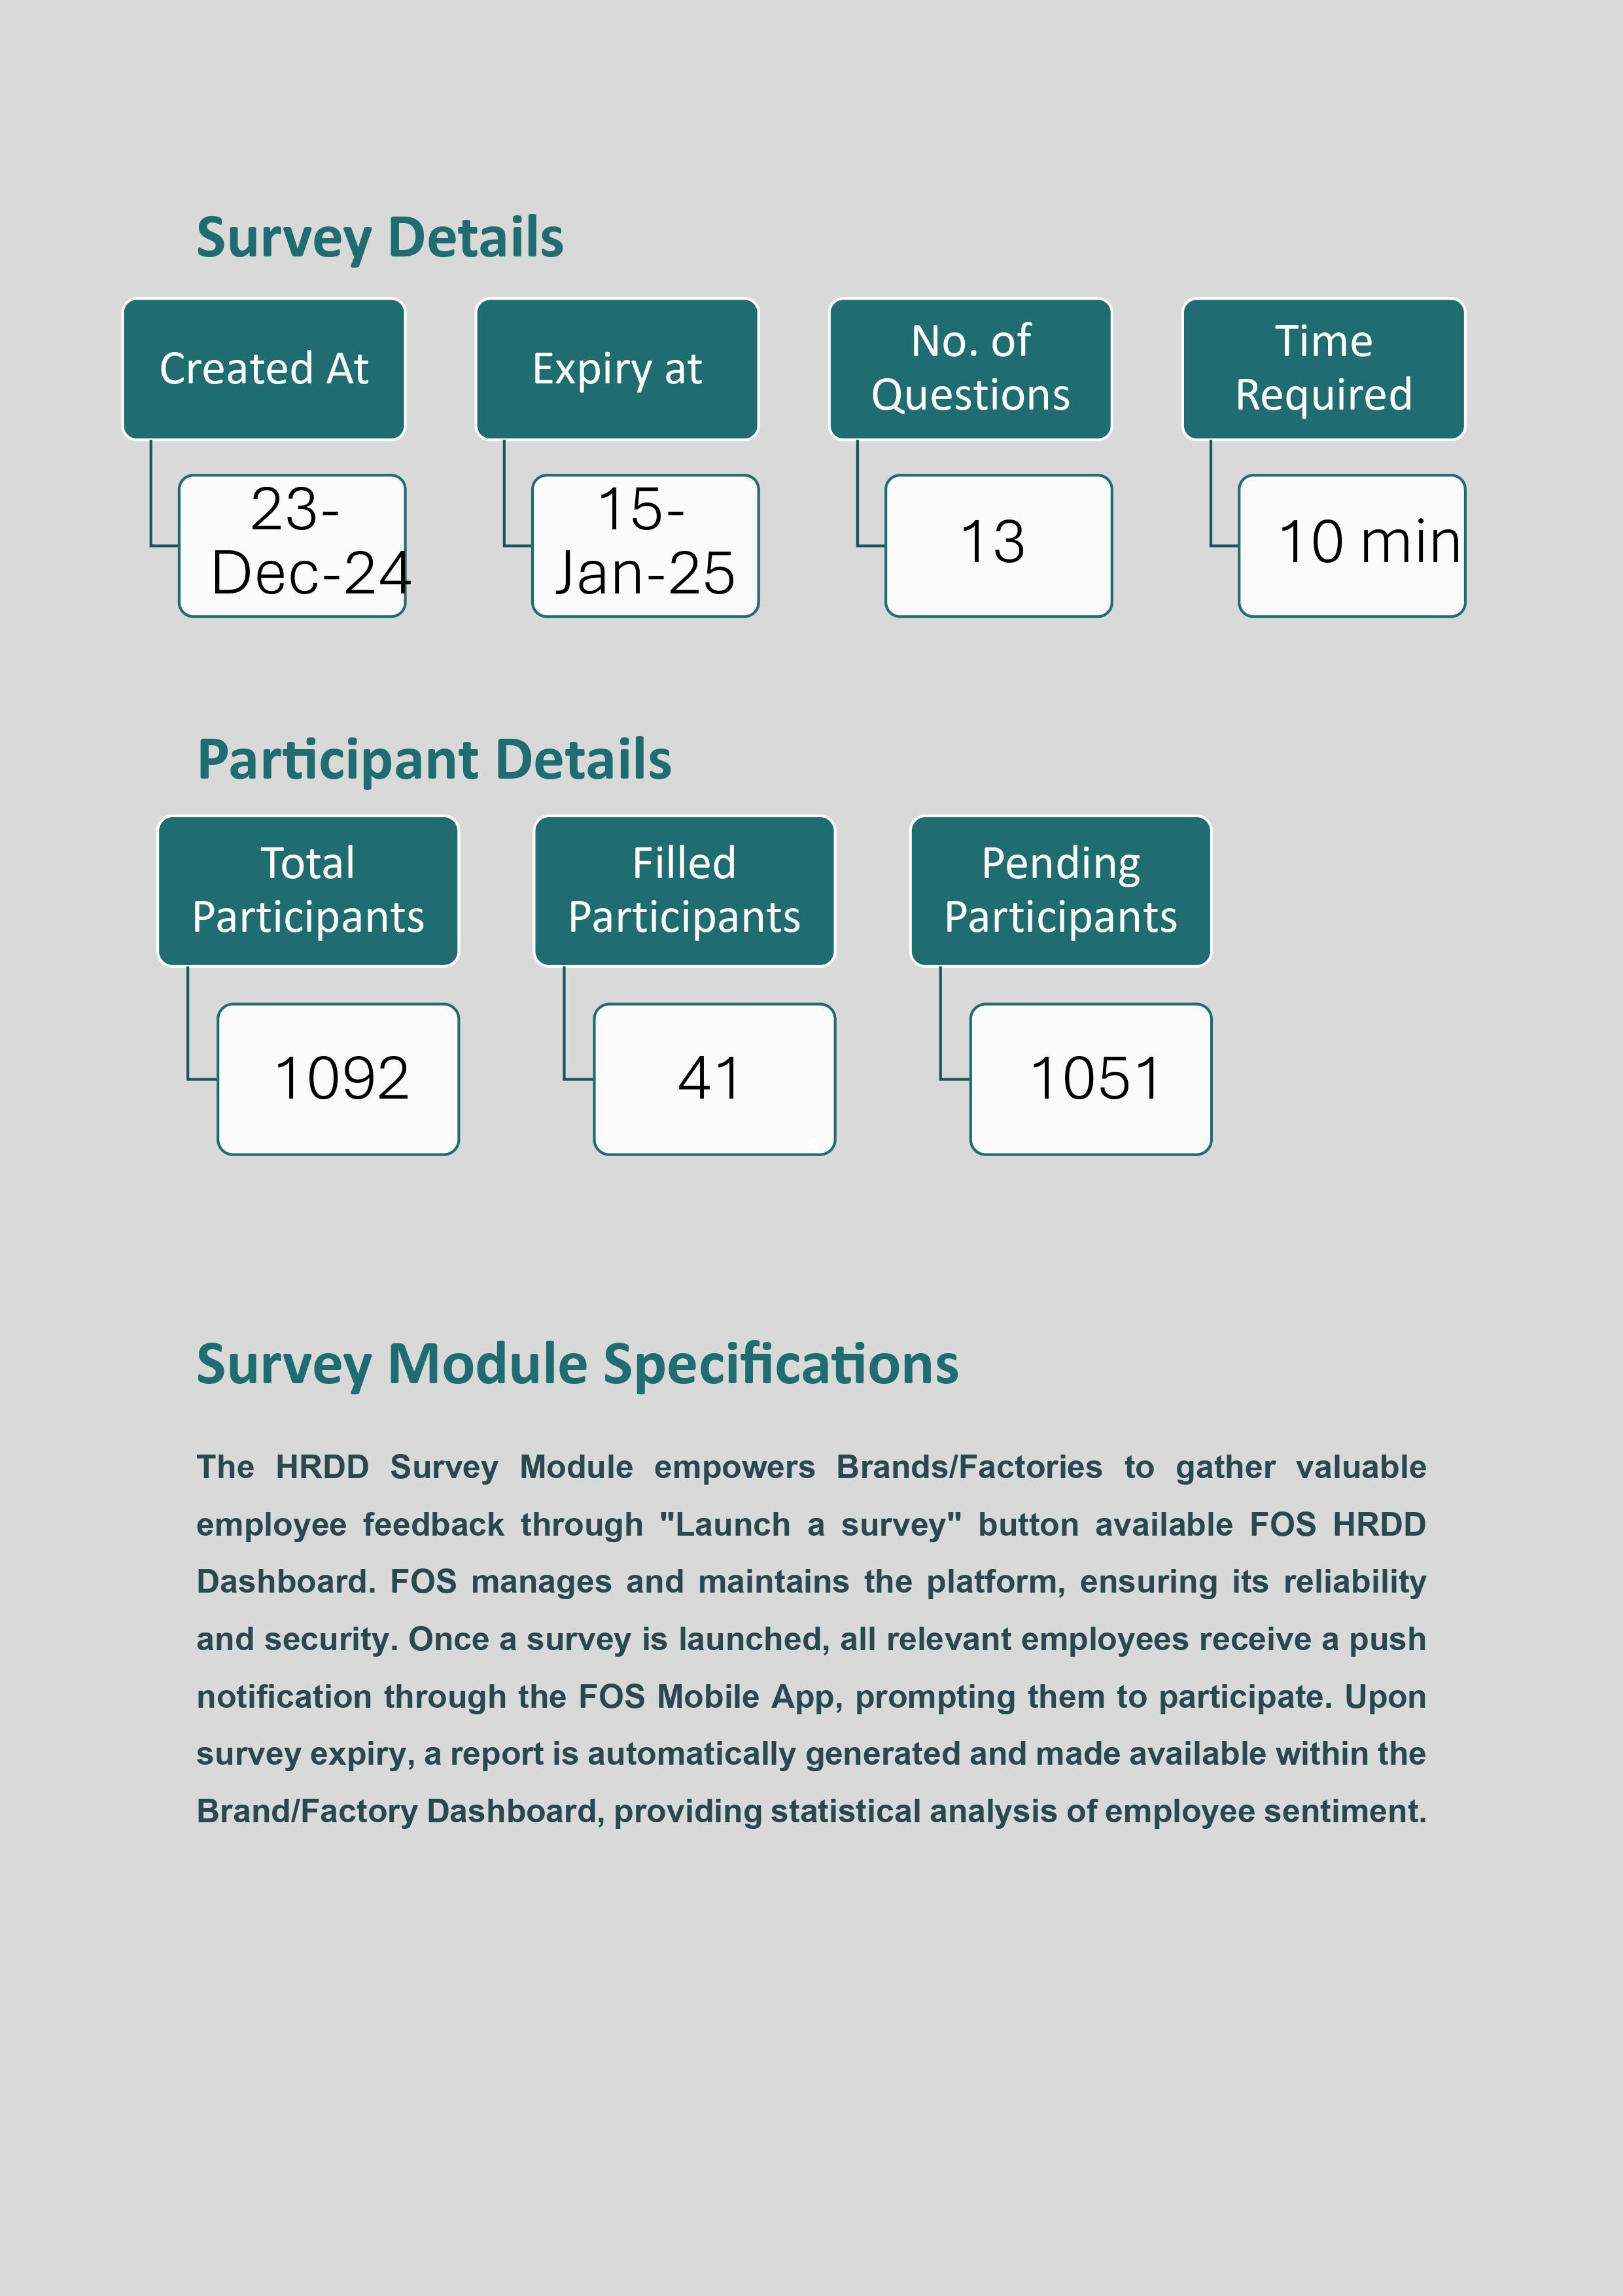 Survey Details
Created At
Expiry at
No. of
Questions
Time
Required
23-
Dec-24
15-
Jan-25
13
10 min
Participant Details
Total
Participants
Filled
Participants
Pending
Participants
1092
41
1051
Survey Module Specifications
The HRDD Survey Module empowers Brands/Factories to gather valuable
employee feedback through "Launch a survey" button available FOS HRDD
Dashboard. FOS manages and maintains the platform, ensuring its reliability
and security. Once a survey is launched, all relevant employees receive a push
notification through the FOS Mobile App, prompting them to participate. Upon
survey expiry, a report is automatically generated and made available within the
Brand/Factory Dashboard, providing statistical analysis of employee sentiment.